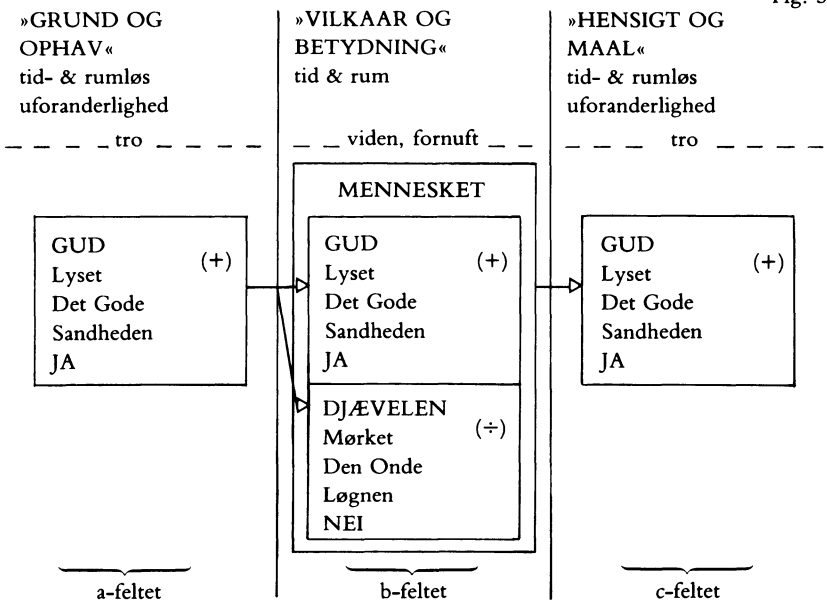 Fig. 3
»GRUND OG
OPHAV«
tid- & rumløs
uforanderlighed
tro
»VILKAAR OG
BETYDNING«
tid & rum
viden, fornuft
»HENSIGT OG
MAAL«
tid- & rumløs
uforanderlighed
tro
MENNESKET
GUD
(+)
Lyset
Det Gode
Sandheden
JA
GUD
(+)
Lyset
Det Gode
Sandheden
JA
DJÆVELEN
(÷)
Mørket
Den Onde
Løgnen
NEI
GUD
(+)
Lyset
Det Gode
Sandheden
JA
a-feltet
b-feltet
c-feltet